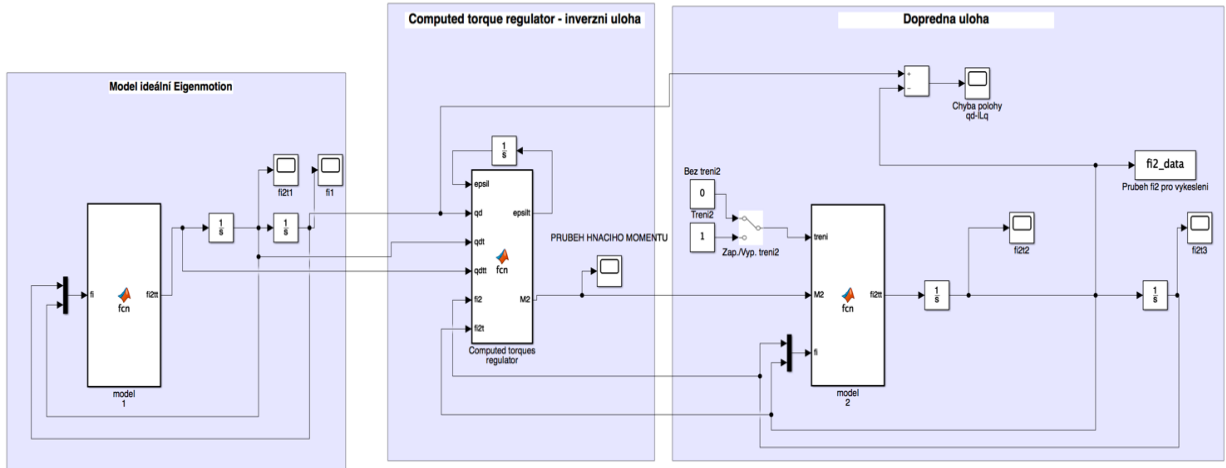 Model ideální Eigenmotion
fi2t1
fi1
1
s
1
s
fi
fcn
fi2tt
model
1
Computed torque regulator - inverzni uloha
1
s
epsil
qd
qdt
qdtt
fi2
fi2t
epsilt
fcn
M2
Computed torques
regulator
PRUBEH HNACIHO MOMENTU
Dopredna uloha
+
−
Chyba polohy
qd-ILq
fi2_data
Prubeh fi2 pro vykesleni
Bez treni2
0
Treni2
1
Zap./Vyp. treni2
treni
M2
fi
fcn
fi2tt
model
2
1
s
fi2t2
1
s
fi2t3